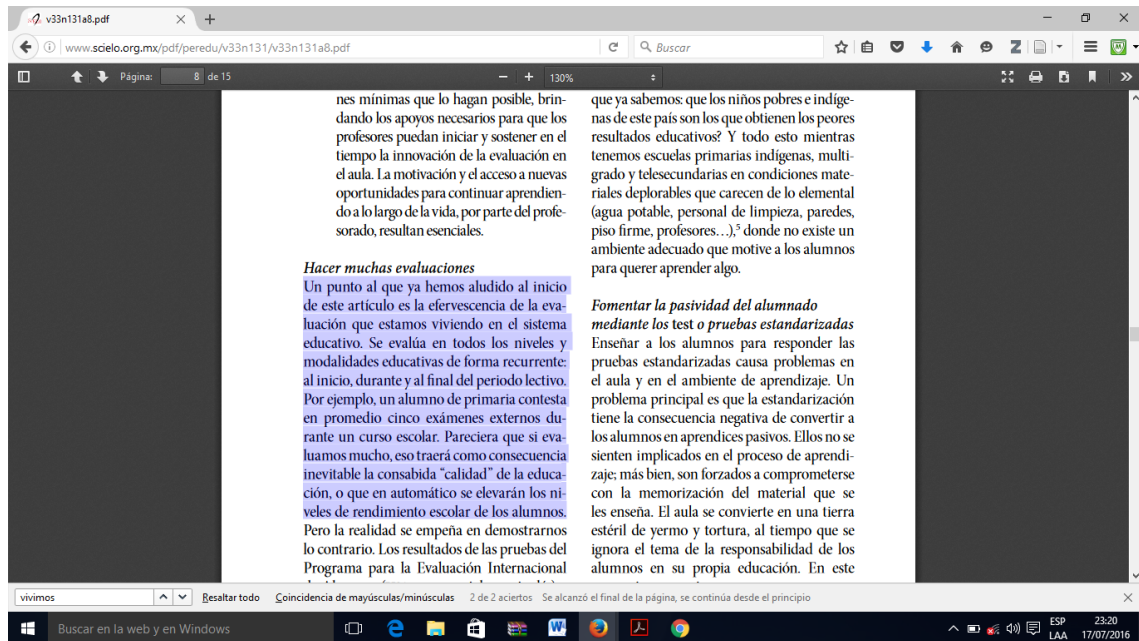 v33n131a8.pdf
www.scielo.org.mx/pdf/peredu/v33n131/v33n131a8.pdf
Buscar
Página: 8 de 15
130%
nes mínimas que lo hagan posible, brin-
dando los apoyos necesarios para que los
profesores puedan iniciar y sostener en el
tiempo la innovación de la evaluación en
el aula. La motivación y el acceso a nuevas
oportunidades para continuar aprendien-
do a lo largo de la vida, por parte del profe-
sorado, resultan esenciales.
Hacer muchas evaluaciones
Un punto al que ya hemos aludido al inicio
de este artículo es la efervescencia de la eva-
luación que estamos viviendo en el sistema
educativo. Se evalúa en todos los niveles y
modalidades educativas de forma recurrente:
al inicio, durante y al final del periodo lectivo.
Por ejemplo, un alumno de primaria contesta
en promedio cinco exámenes externos du-
rante un curso escolar. Pareciera que si eva-
luamos mucho, eso traerá como consecuencia
inevitable la consabida “calidad” de la educa-
ción, o que en automático se elevarán los ni-
veles de rendimiento escolar de los alumnos.
Pero la realidad se empeña en demostrarnos
lo contrario. Los resultados de las pruebas del
Programa para la Evaluación Internacional
que ya sabemos: que los niños pobres e indíge-
nas de este país son los que obtienen los peores
resultados educativos? Y todo esto mientras
tenemos escuelas primarias indígenas, multi-
grado y telesecundarias en condiciones mate-
riales deplorables que carecen de lo elemental
(agua potable, personal de limpieza, paredes,
piso firme, profesores…),5 donde no existe un
ambiente adecuado que motive a los alumnos
para querer aprender algo.
Fomentar la pasividad del alumnado
mediante los test o pruebas estandarizadas
Enseñar a los alumnos para responder las
pruebas estandarizadas causa problemas en
el aula y en el ambiente de aprendizaje. Un
problema principal es que la estandarización
tiene la consecuencia negativa de convertir a
los alumnos en aprendices pasivos. Ellos no se
sienten implicados en el proceso de aprendi-
zaje; más bien, son forzados a comprometerse
con la memorización del material que se
les enseña. El aula se convierte en una tierra
estéril de yermo y tortura, al tiempo que se
ignora el tema de la responsabilidad de los
alumnos en su propia educación. En este
vivimos Resaltar todo Coincidencia de mayúsculas/minúsculas 2 de 2 aciertos Se alcanzó el final de la página, se continúa desde el principio
Buscar en la web y en Windows
ESP 23:20
LAA 17/07/2016